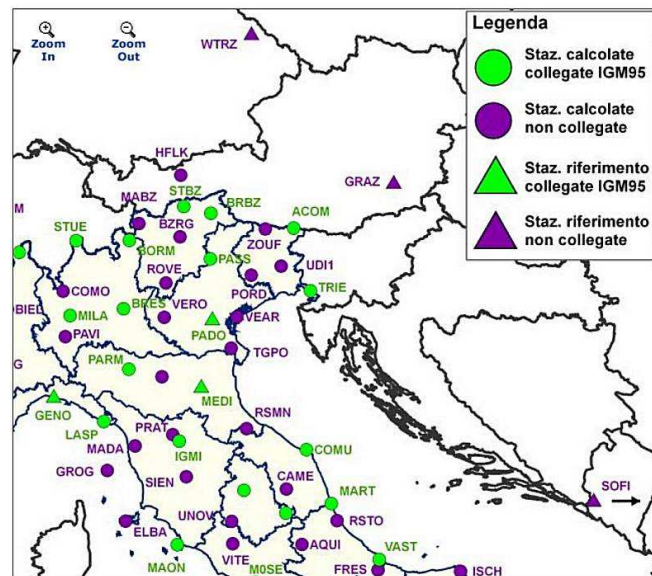 Zoom
In
Zoom
Out
WTRZ
Legenda
Staz. calcolate
collegate IGM95
Staz. calcolate
non collegate
Staz. riferimento
collegate IGM95
Staz. riferimento
non collegate
HFLK
GRAZ
STBZ
MABZ
BRBZ
ACOM
M
BZRG
STUE
BORM
ZOUF
PASS
UDI1
ROVE
TRIE
COMO
PORD
BIEL
BRES
VERO
VEAR
MILA
PADO
PAVI
TGPO
PARM
G
MEDI
GENO
RSMN
LASP
PRAT
IGMI
COMU
MADA
GROG
SIEN
CAME
SOFI
MART
UNOV
RSTO
ELBA
VITE
AQUI
VAST
MAON
M0SE
FRES
ISCH